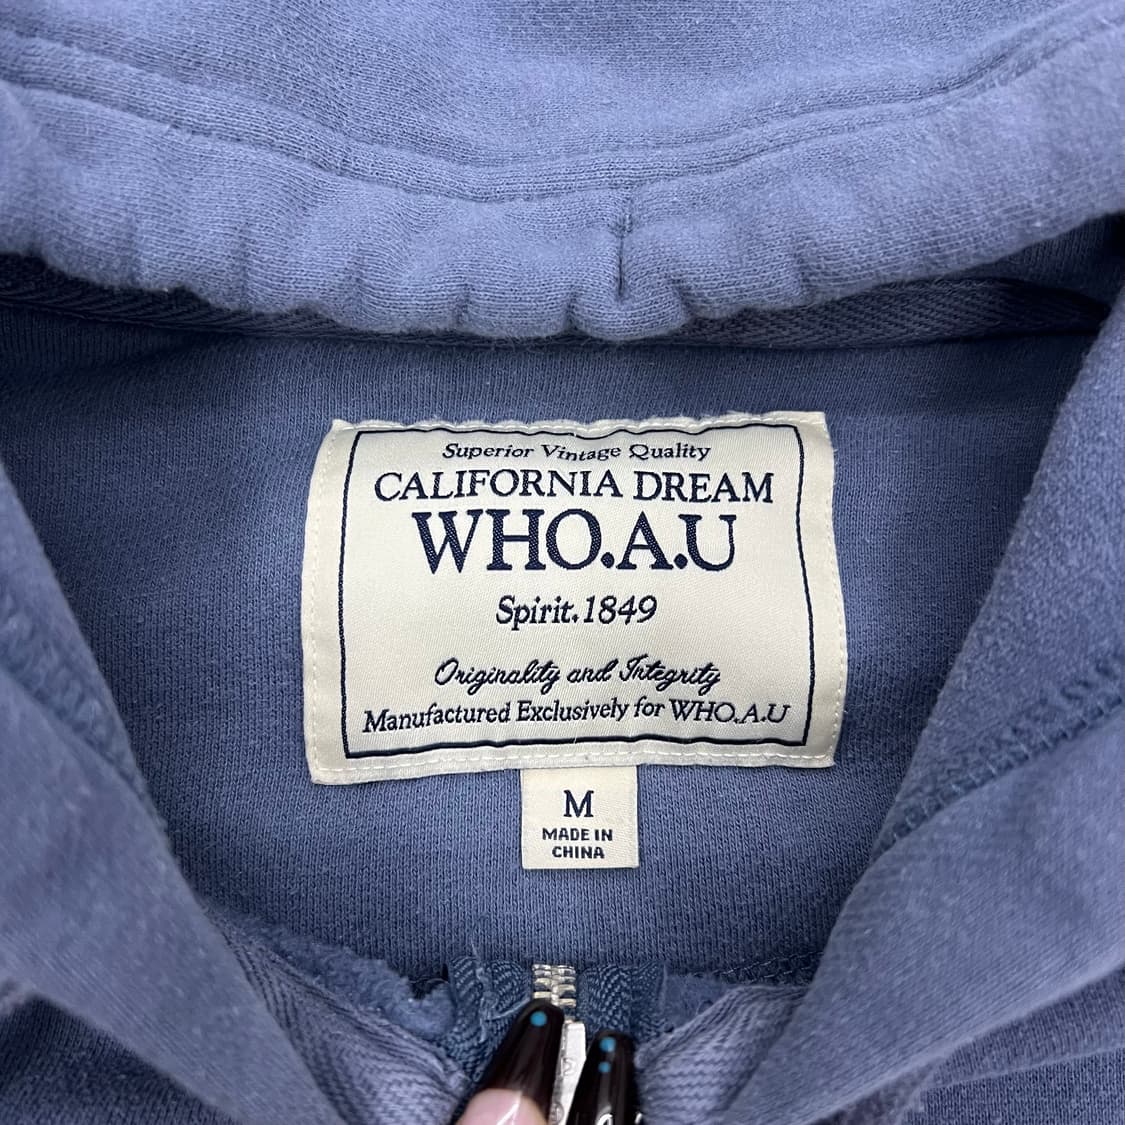 Superior Vintage Quality
CALIFORNIA DREAM
WHO.A.U
Spirit.1849
Originality and Integrity
Manufactured Exclusively for WHO.A.U
M
MADE IN
CHINA